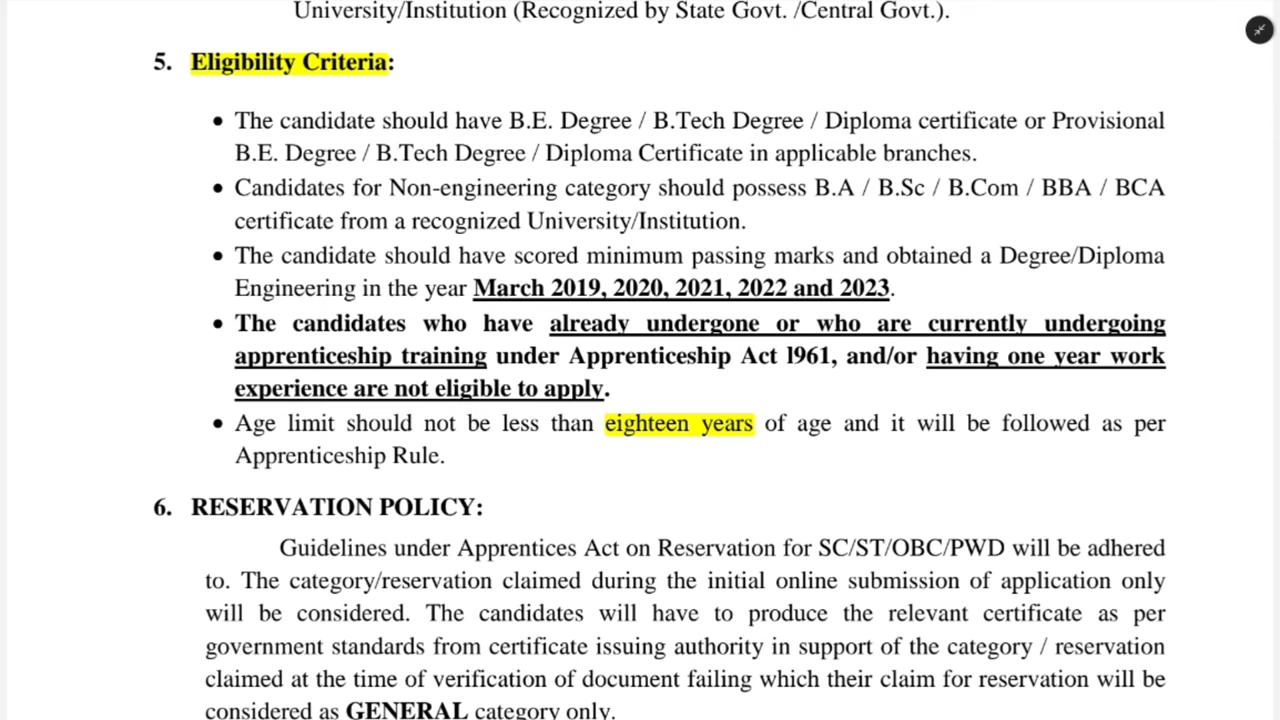 University/Institution (Recognized by State Govt. /Central Govt.).
5. Eligibility Criteria:
• The candidate should have B.E. Degree / B.Tech Degree / Diploma certificate or Provisional
B.E. Degree / B.Tech Degree / Diploma Certificate in applicable branches.
• Candidates for Non-engineering category should possess B.A / B.Sc / B.Com / BBA / BCA
certificate from a recognized University/Institution.
• The candidate should have scored minimum passing marks and obtained a Degree/Diploma
Engineering in the year March 2019, 2020, 2021, 2022 and 2023.
• The candidates who have already undergone or who are currently undergoing
apprenticeship training under Apprenticeship Act l961, and/or having one year work
experience are not eligible to apply.
• Age limit should not be less than eighteen years of age and it will be followed as per
Apprenticeship Rule.
6. RESERVATION POLICY:
Guidelines under Apprentices Act on Reservation for SC/ST/OBC/PWD will be adhered
to. The category/reservation claimed during the initial online submission of application only
will be considered. The candidates will have to produce the relevant certificate as per
government standards from certificate issuing authority in support of the category / reservation
claimed at the time of verification of document failing which their claim for reservation will be
considered as GENERAL category only.